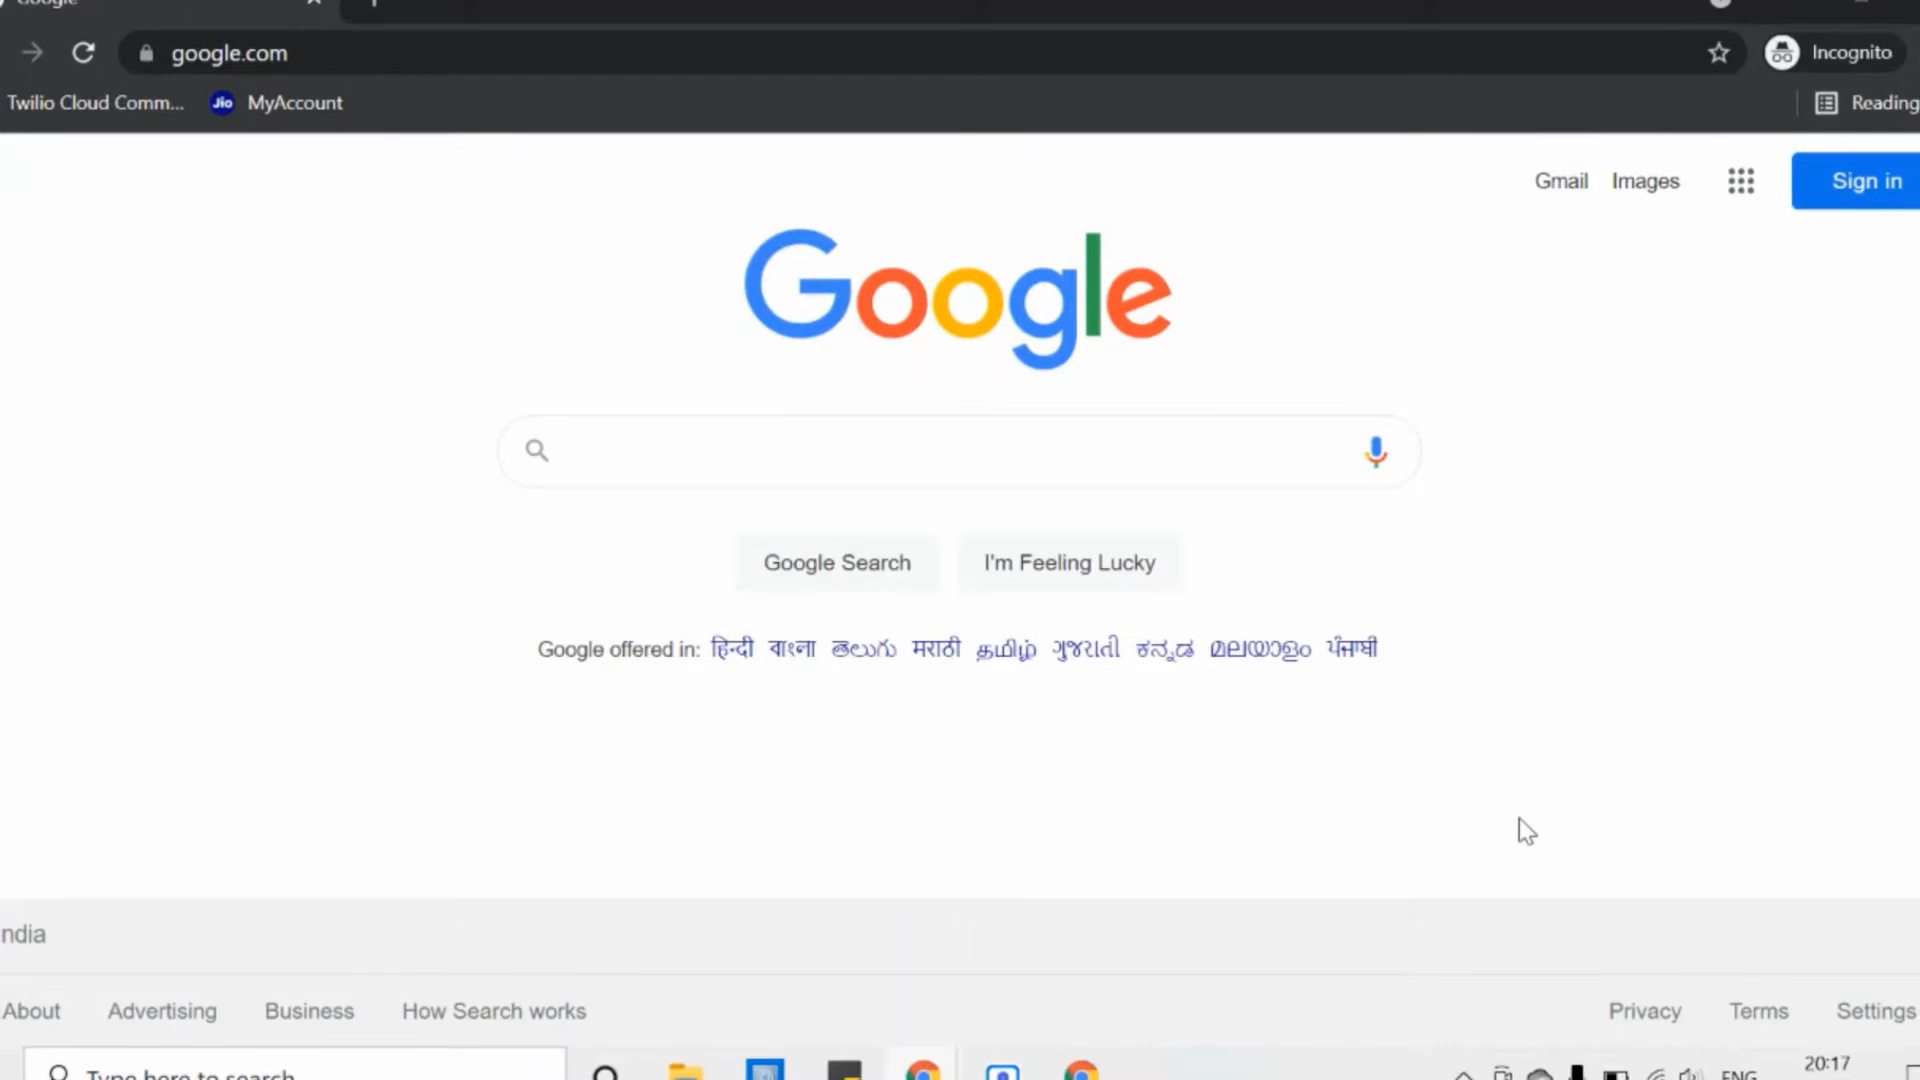 Google
google.com
Incognito
Twilio Cloud Comm...
Jio MyAccount
Reading
Gmail Images
Sign in
Google
Google Search
I'm Feeling Lucky
Google offered in: हिन्दी বাংলা తెలుగు मराठी தமிழ் ગુજરાતી ಕನ್ನಡ മലയാളം ਪੰਜਾਬੀ
ndia
About Advertising Business How Search works
Privacy Terms Settings
Type here to search
ENG
20:17